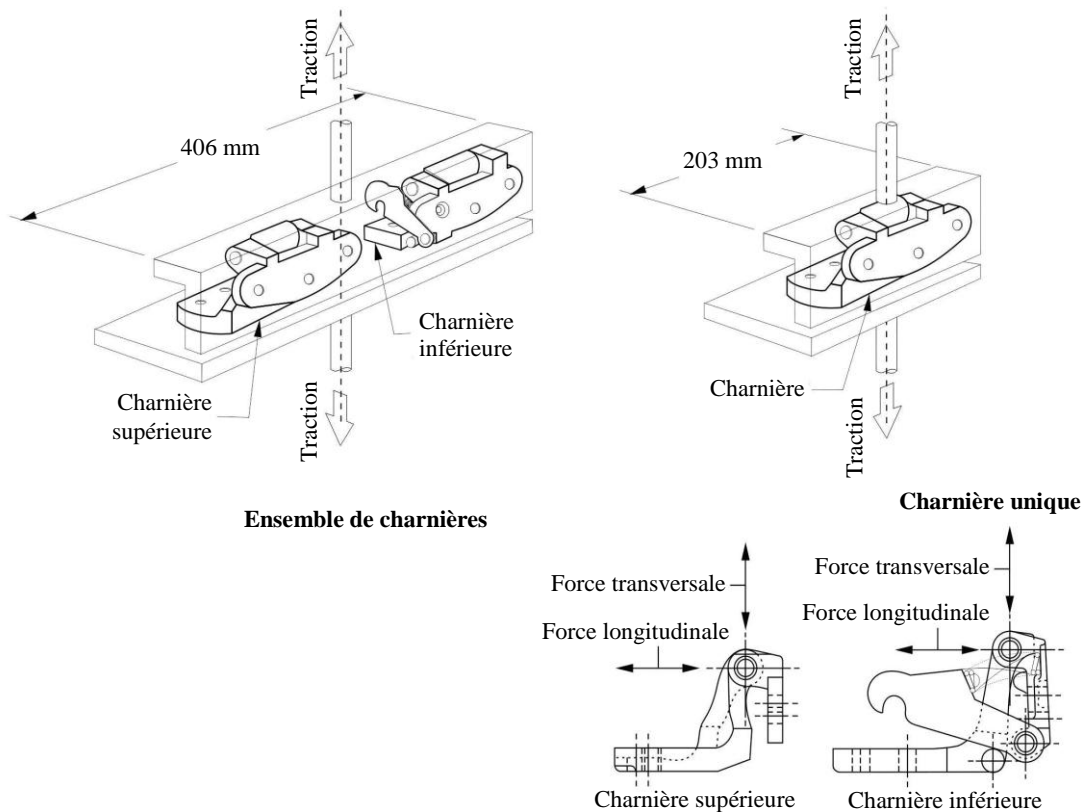 Traction
406 mm
Charnière
inférieure
Charnière
supérieure
Traction
Ensemble de charnières
Traction
203 mm
Charnière
Traction
Charnière unique
Force transversale
Force longitudinale
Charnière supérieure
Force transversale
Force longitudinale
Charnière inférieure